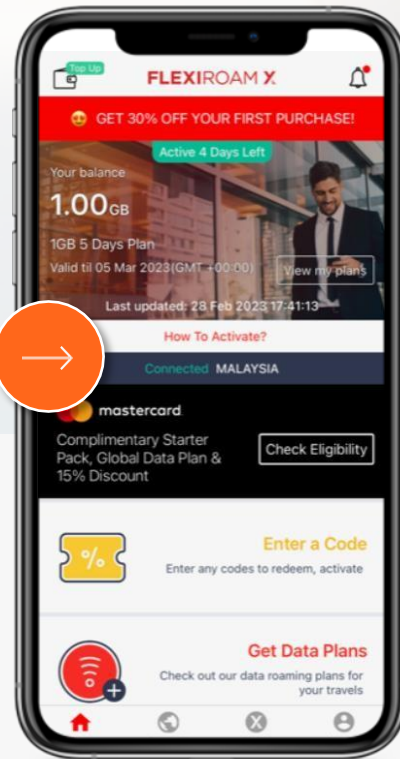 Top Up
FLEXIROAM X
GET 30% OFF YOUR FIRST PURCHASE!
Active 4 Days Left
Your balance
1.00GB
1GB 5 Days Plan
Valid til 05 Mar 2023(GMT +00:00)
View my plans
Last updated: 28 Feb 2023 17:41:13
How To Activate?
Connected MALAYSIA
mastercard
Complimentary Starter
Pack, Global Data Plan &
15% Discount
Check Eligibility
%
Enter a Code
Enter any codes to redeem, activate
Get Data Plans
Check out our data roaming plans for
your travels
X